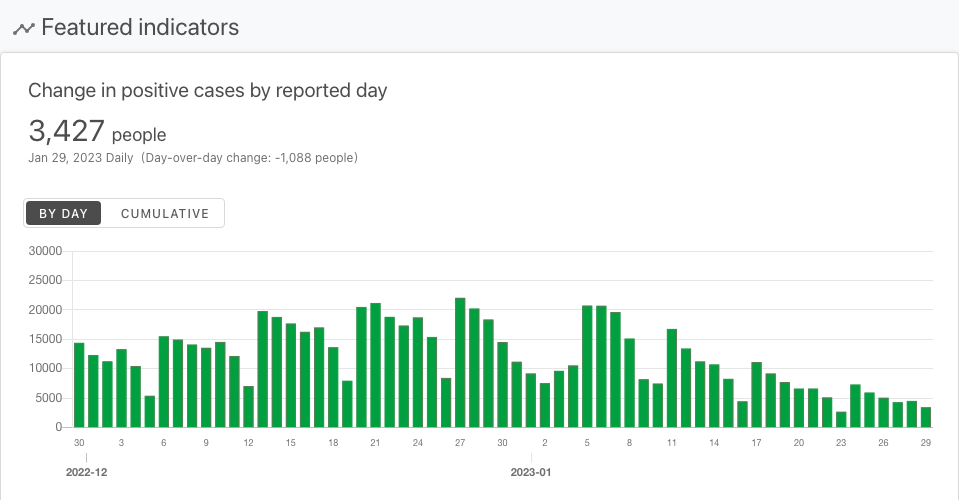 Featured indicators
Change in positive cases by reported day
3,427 people
Jan 29, 2023 Daily (Day-over-day change: -1,088 people)
BY DAY CUMULATIVE
30000
25000
20000
15000
10000
5000
0
30 3 6 9 12 15 18 21 24 27 30 2 5 8 11 14 17 20 23 26 29
2022-12 2023-01